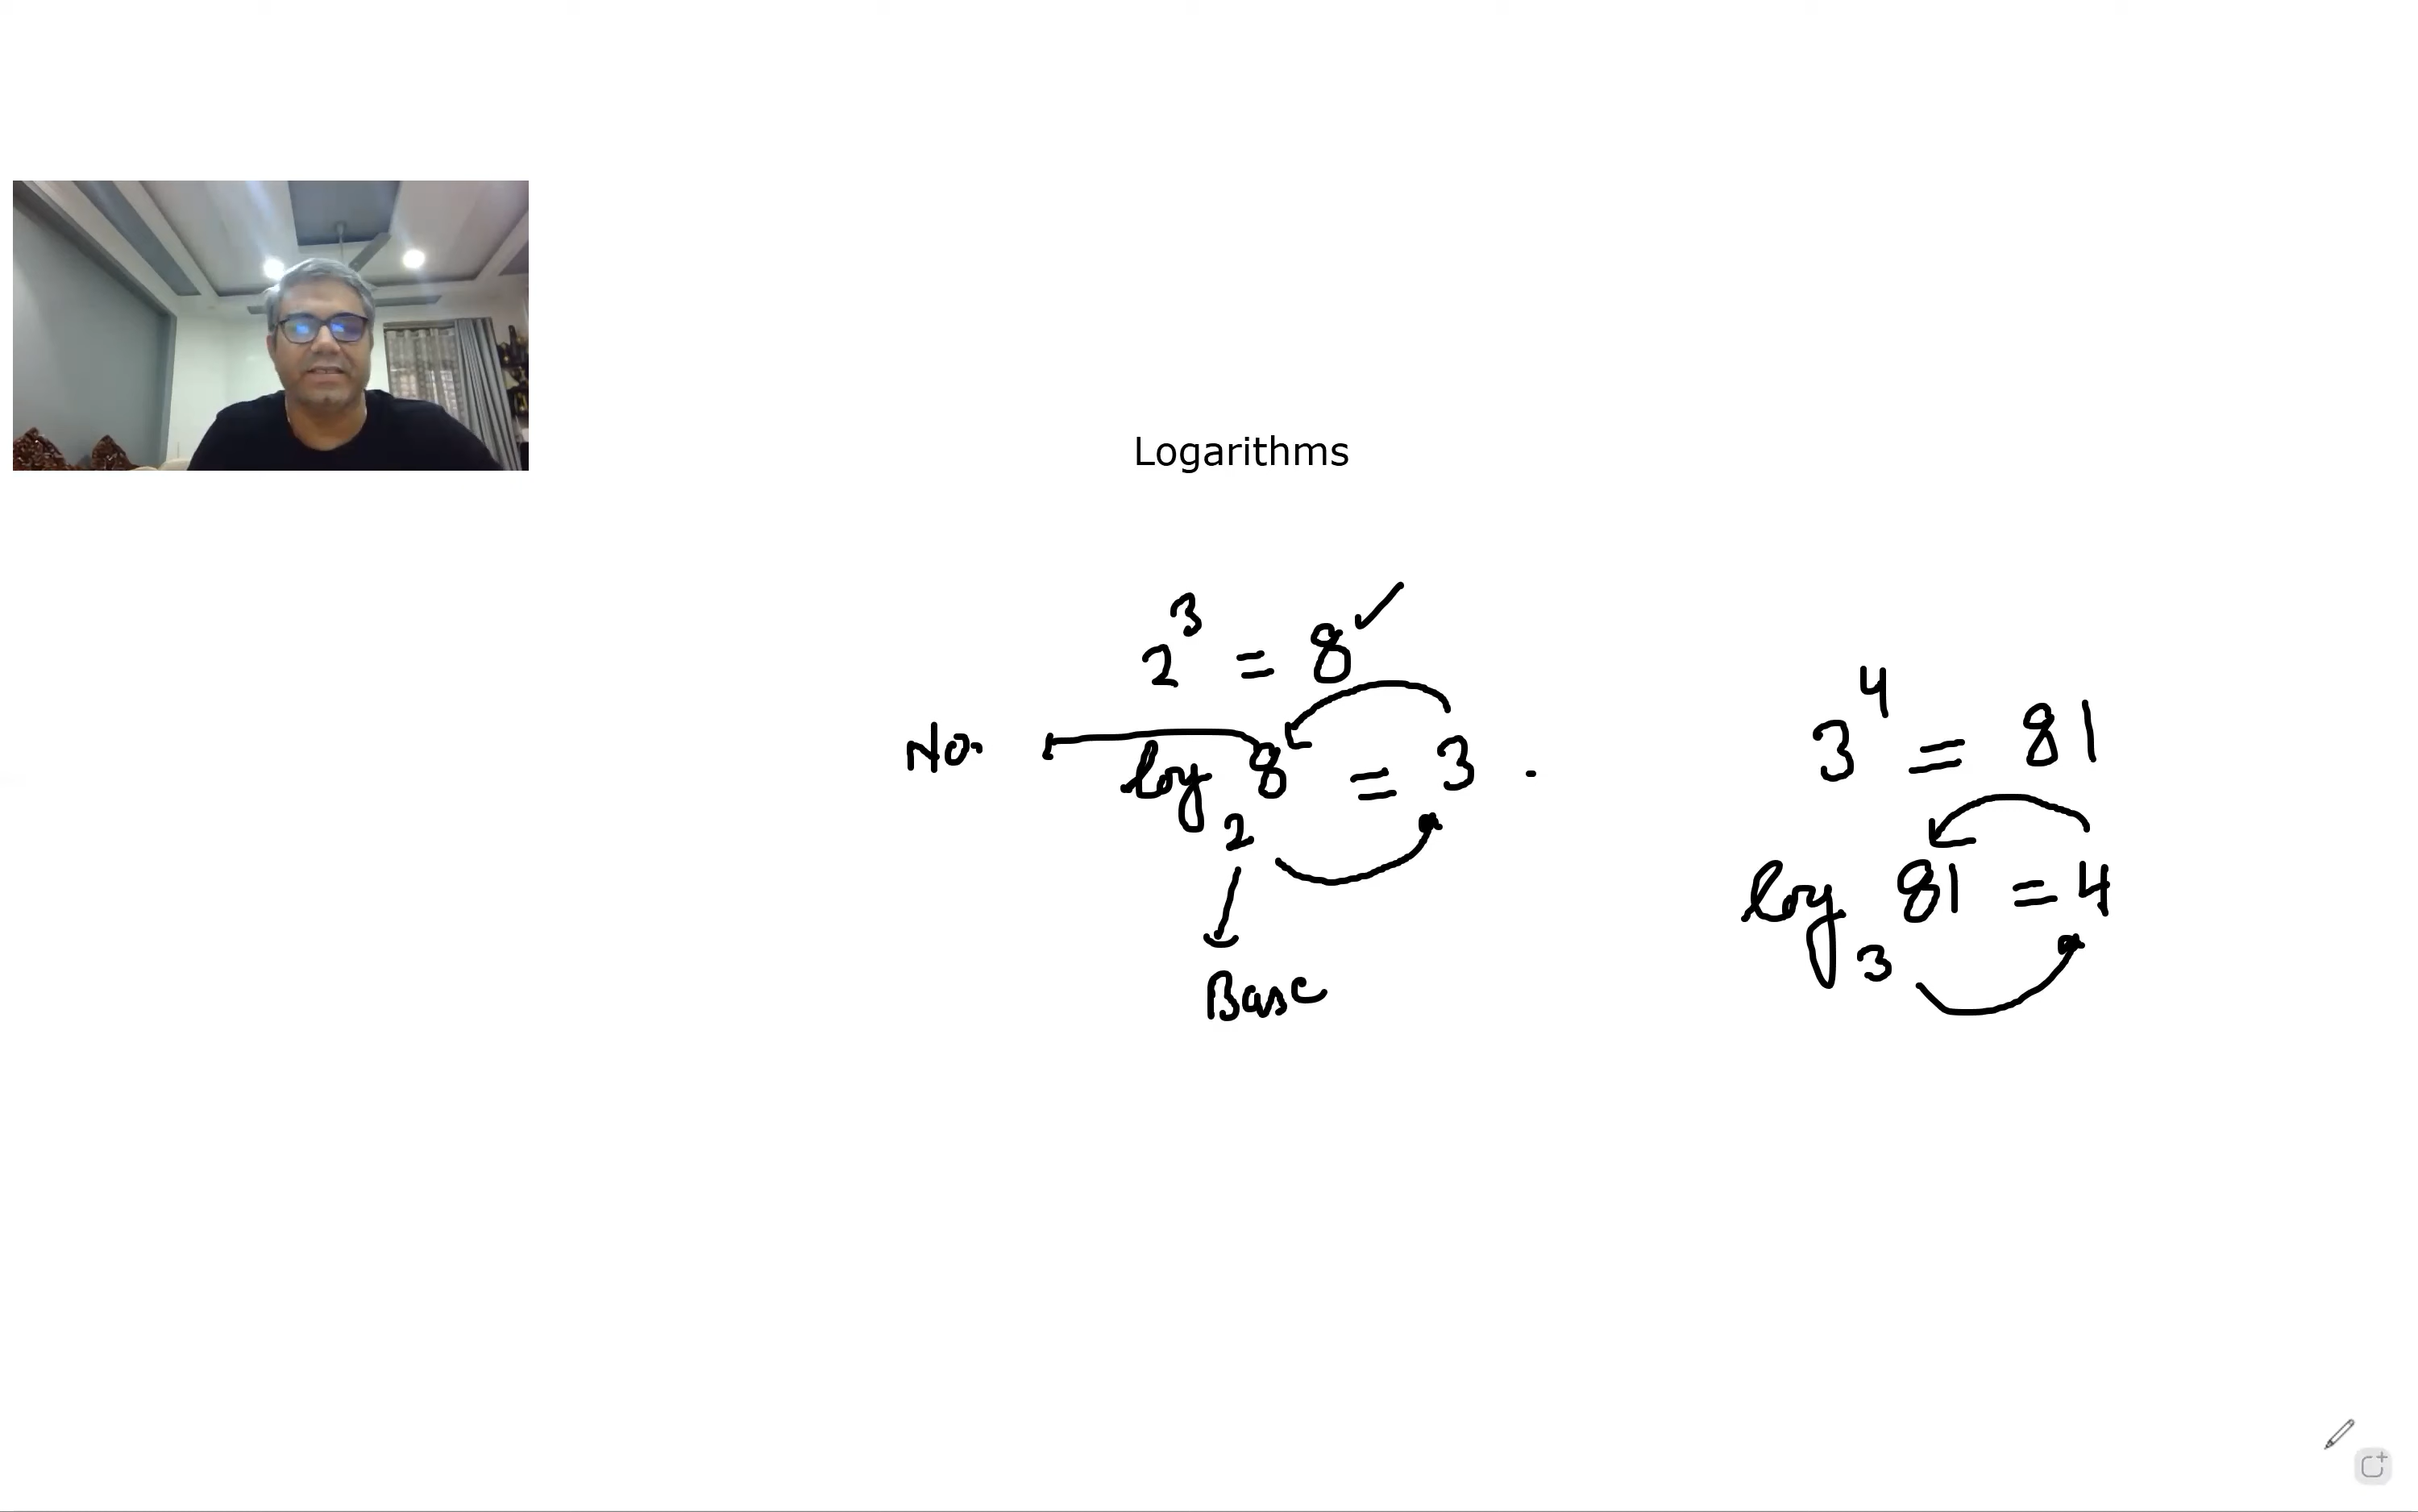 Logarithms
2³ = 8 ✓
No. log₂ 8 = 3 .
Base
3⁴ = 81
log₃ 81 = 4